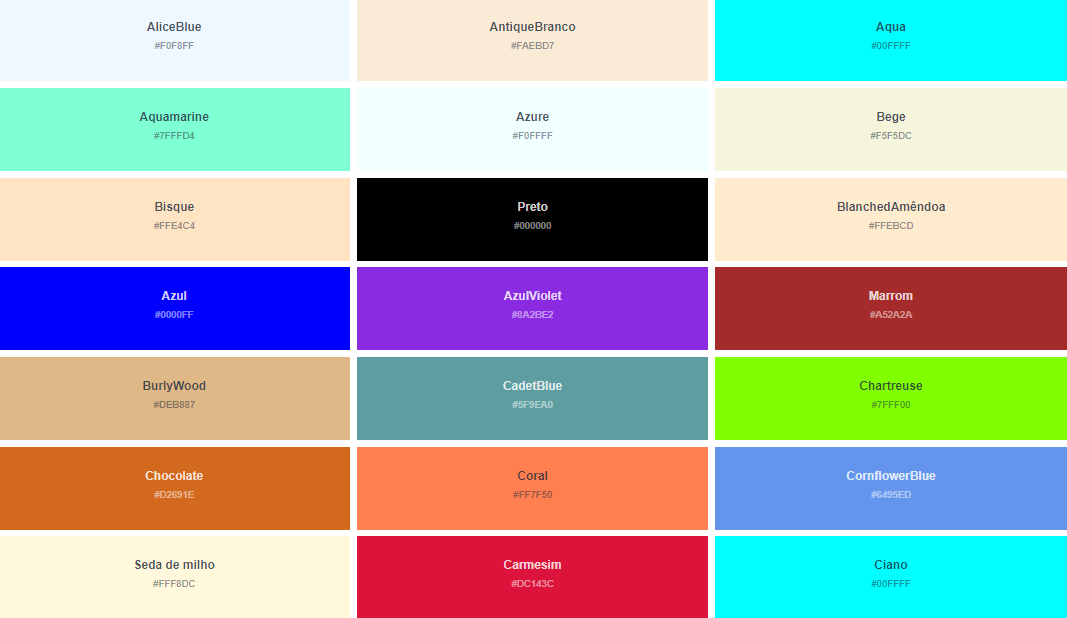 AliceBlue
#F0F8FF
AntiqueBranco
#FAEBD7
Aqua
#00FFFF
Aquamarine
#7FFFD4
Azure
#F0FFFF
Bege
#F5F5DC
Bisque
#FFE4C4
Preto
#000000
BlanchedAmêndoa
#FFEBCD
Azul
#0000FF
AzulViolet
#8A2BE2
Marrom
#A52A2A
BurlyWood
#DEB887
CadetBlue
#5F9EA0
Chartreuse
#7FFF00
Chocolate
#D2691E
Coral
#FF7F50
CornflowerBlue
#6495ED
Seda de milho
#FFF8DC
Carmesim
#DC143C
Ciano
#00FFFF